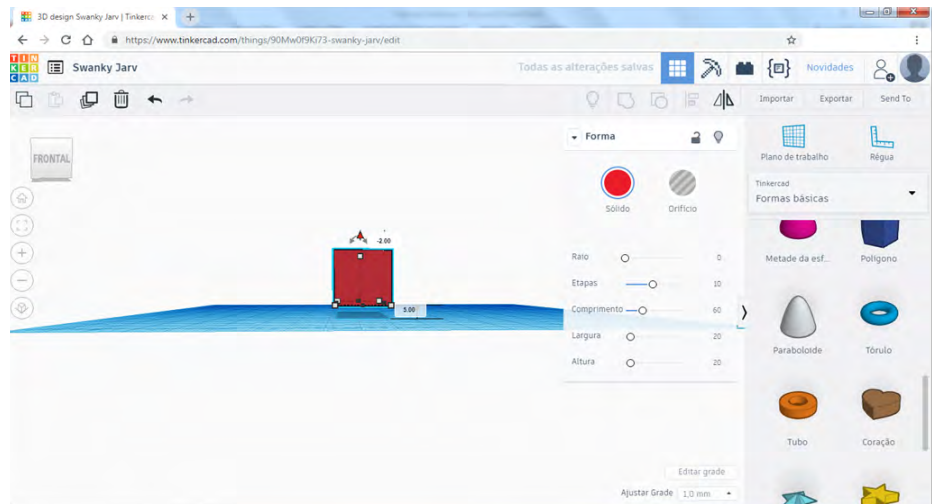 3D design Swanky Jarv | Tinkerc
https://www.tinkercad.com/things/90Mw0f9Ki73-swanky-jarv/edit
TIN
KER
CAD
Swanky Jarv
Todas as alterações salvas
Novidades
Importar
Exportar
Send To
FRONTAL
Forma
Sólido
Orifício
Raio 0
Etapas 10
Comprimento 60
Largura 20
Altura 20
-2.00
5.00
Plano de trabalho
Régua
Tinkercad
Formas básicas
Metade da esf...
Polígono
Paraboloide
Tórulo
Tubo
Coração
Editar grade
Ajustar Grade 1,0 mm